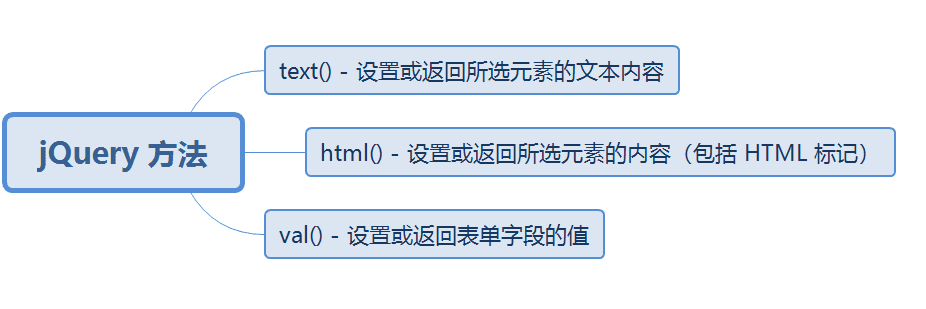 text() - 设置或返回所选元素的文本内容
jQuery 方法
html() - 设置或返回所选元素的内容（包括 HTML 标记）
val() - 设置或返回表单字段的值